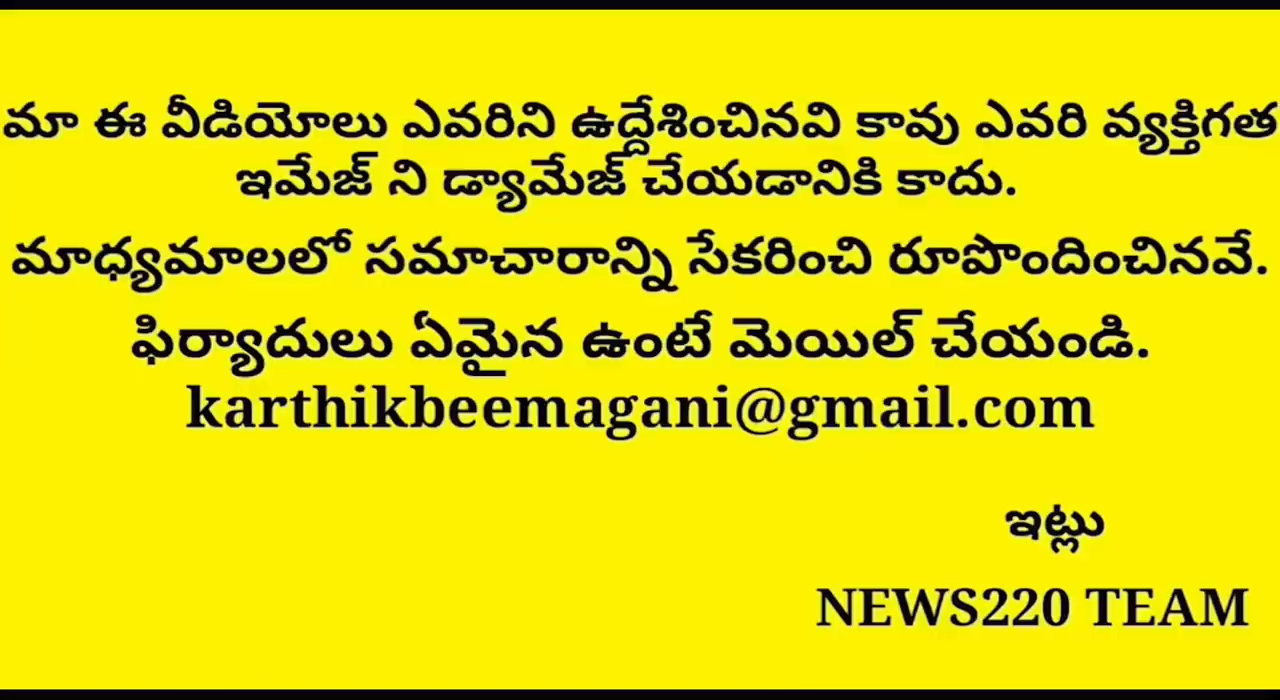 మా ఈ వీడియోలు ఎవరిని ఉద్దేశించినవి కావు ఎవరి వ్యక్తిగత
ఇమేజ్ ని డ్యామేజ్ చేయడానికి కాదు.
మాధ్యమాలలో సమాచారాన్ని సేకరించి రూపొందించినవే.
ఫిర్యాదులు ఏమైన ఉంటే మెయిల్ చేయండి.
karthikbeemagani@gmail.com
ఇట్లు
NEWS220 TEAM